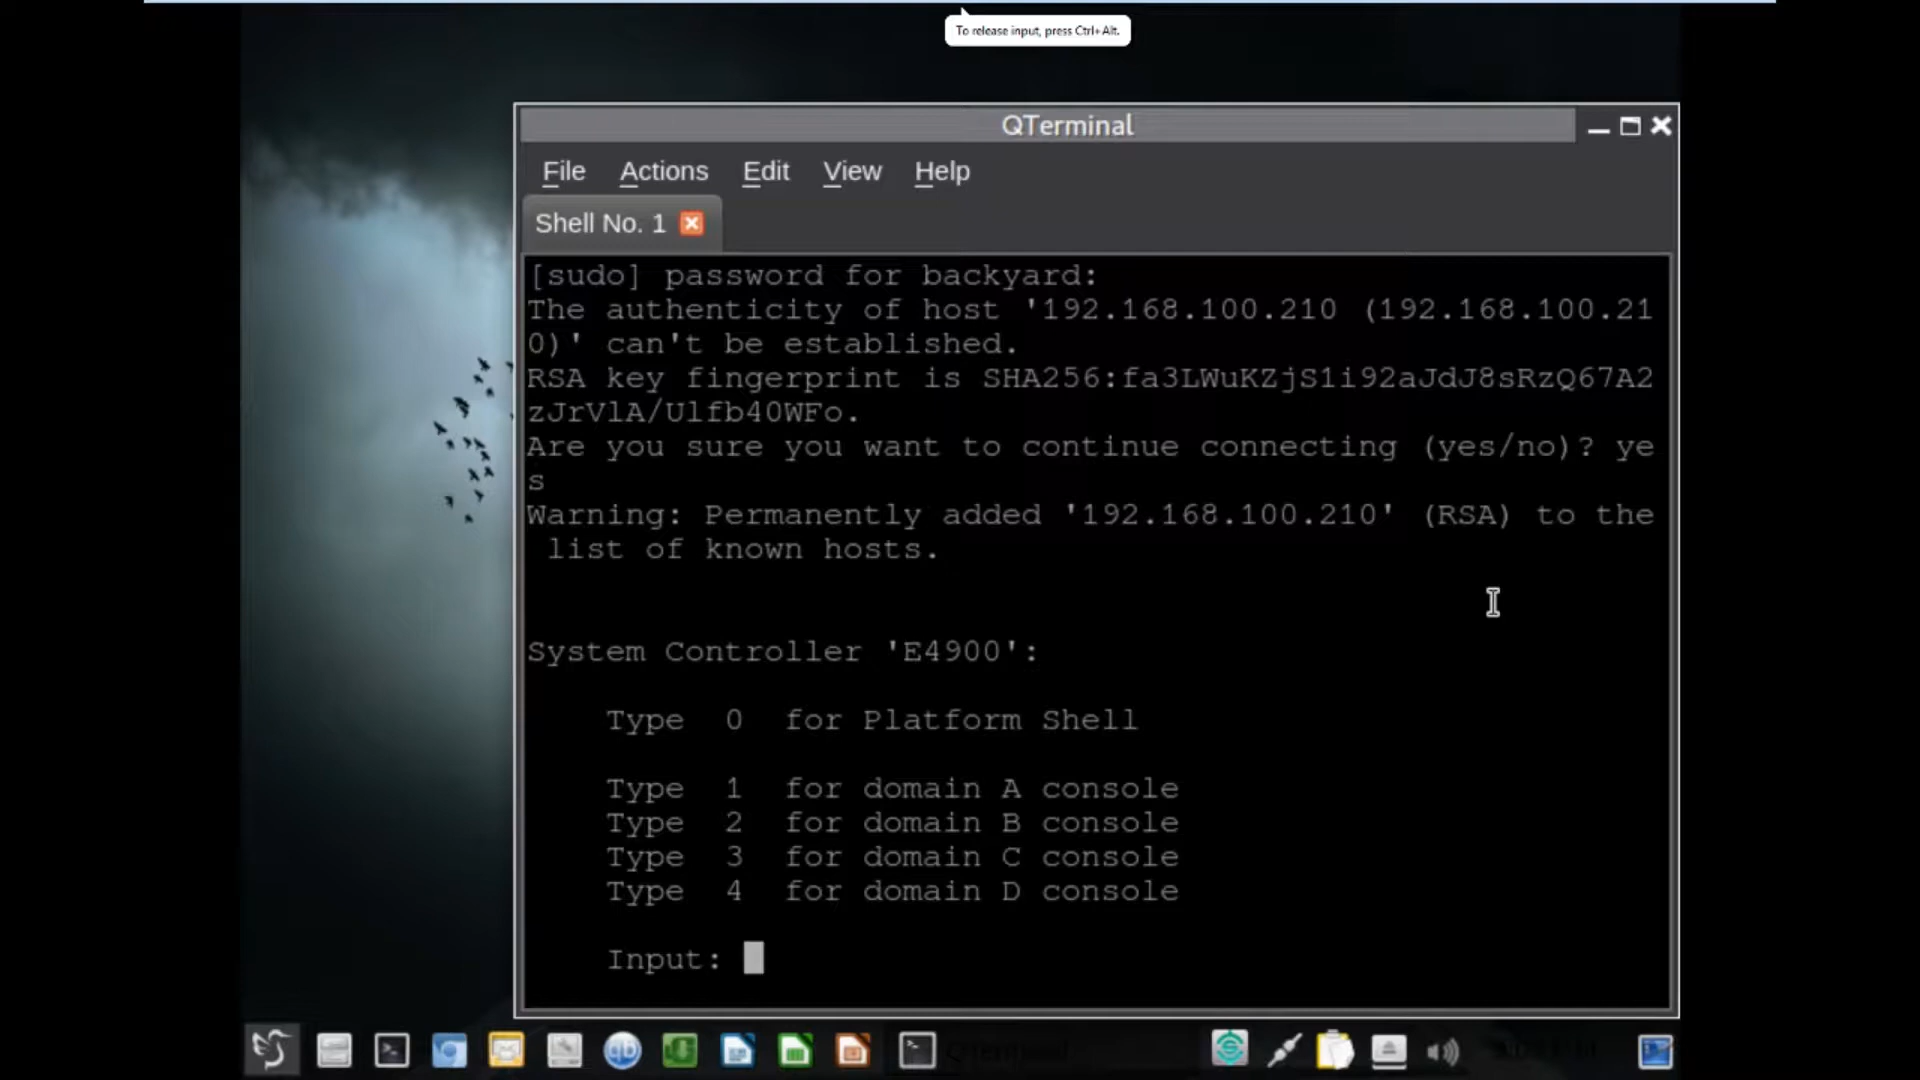 To release input, press Ctrl+Alt.
QTerminal
File Actions Edit View Help
Shell No. 1
[sudo] password for backyard:
The authenticity of host '192.168.100.210 (192.168.100.21
0)' can't be established.
RSA key fingerprint is SHA256:fa3LWuKZjS1i92aJdJ8sRzQ67A2
zJrVlA/Ulfb40WFo.
Are you sure you want to continue connecting (yes/no)? ye
s
Warning: Permanently added '192.168.100.210' (RSA) to the
list of known hosts.
System Controller 'E4900':
Type 0 for Platform Shell
Type 1 for domain A console
Type 2 for domain B console
Type 3 for domain C console
Type 4 for domain D console
Input:
qb
QTerminal